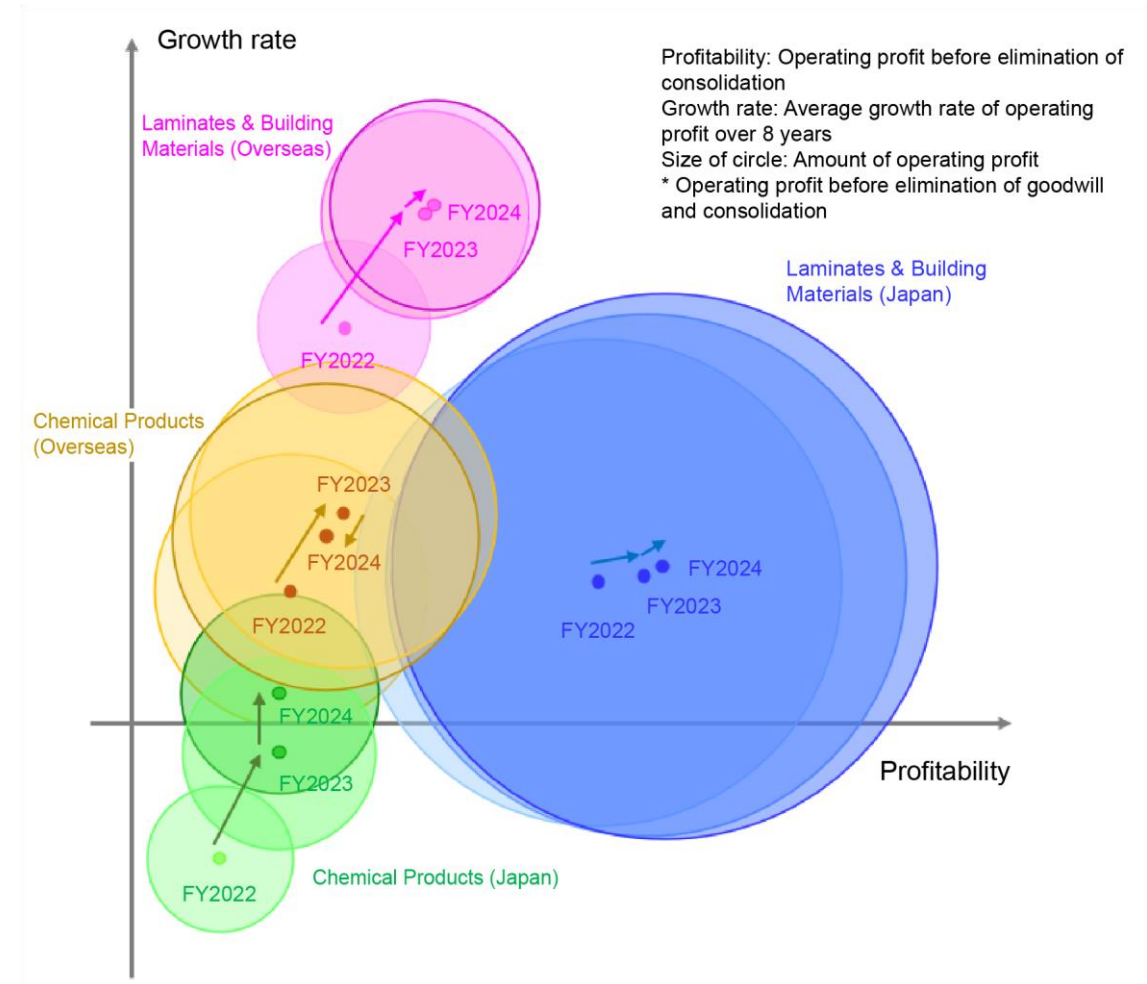 Growth rate
Profitability: Operating profit before elimination of
consolidation
Growth rate: Average growth rate of operating
profit over 8 years
Size of circle: Amount of operating profit
* Operating profit before elimination of goodwill
and consolidation
Laminates & Building
Materials (Overseas)
FY2024
FY2023
FY2022
Laminates & Building
Materials (Japan)
Chemical Products
(Overseas)
FY2023
FY2024
FY2022
FY2024
FY2023
FY2022
FY2024
FY2023
FY2022
Profitability
Chemical Products (Japan)